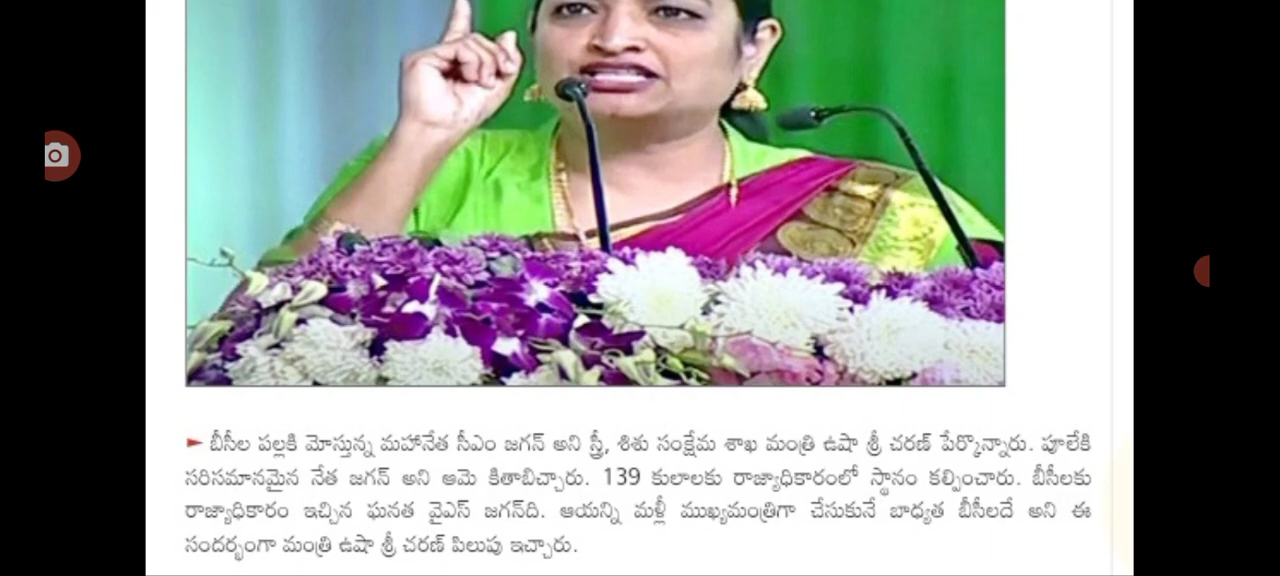 ► బీసీల పల్లకి మోస్తున్న మహానేత సీఎం జగన్ అని స్త్రీ, శిశు సంక్షేమ శాఖ మంత్రి ఉషా శ్రీ చరణ్ పేర్కొన్నారు. పూలేకి
సరిసమానమైన నేత జగన్ అని ఆమె కితాబిచ్చారు. 139 కులాలకు రాజ్యాధికారంలో స్థానం కల్పించారు. బీసీలకు
రాజ్యాధికారం ఇచ్చిన ఘనత వైఎస్ జగన్‌ది. ఆయన్ని మళ్లీ ముఖ్యమంత్రిగా చేసుకునే బాధ్యత బీసీలదే అని ఈ
సందర్భంగా మంత్రి ఉషా శ్రీ చరణ్ పిలుపు ఇచ్చారు.